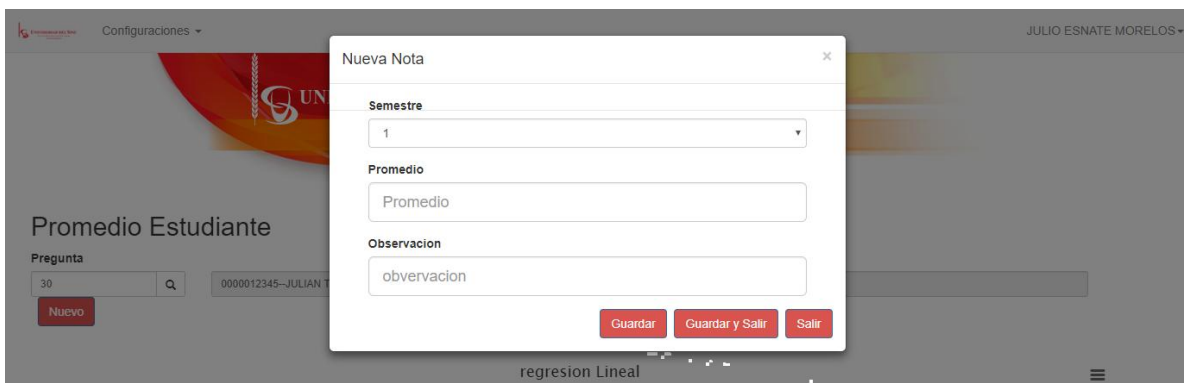 Configuraciones
JULIO ESNATE MORELOS
Nueva Nota
×
UNI
Semestre
1
Promedio
Promedio
Observacion
obvervacion
Guardar Guardar y Salir Salir
Promedio Estudiante
Pregunta
30
0000012345--JULIAN T
Nuevo
regresion Lineal